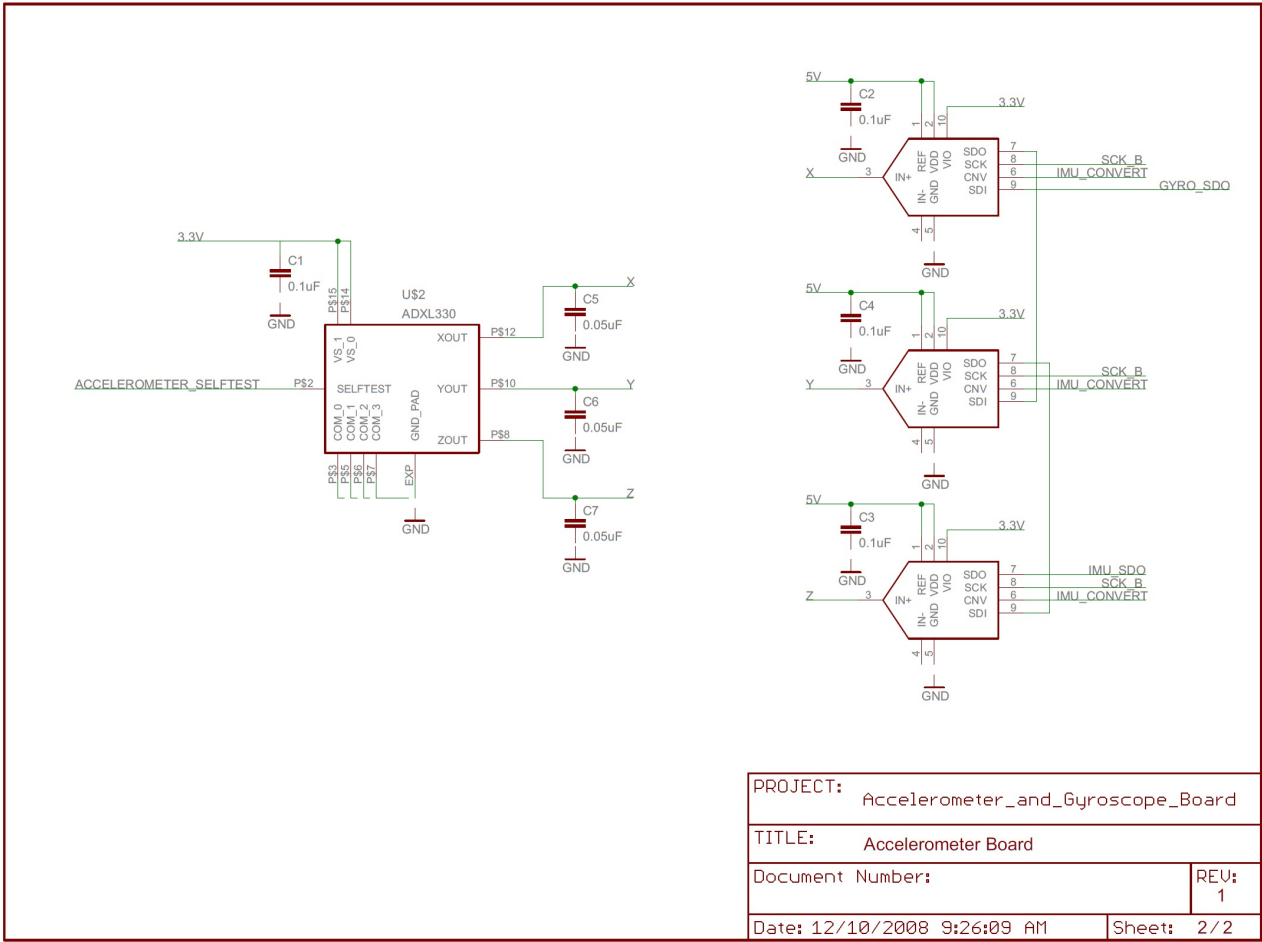 3.3V
C1
0.1uF
GND
P$15
P$14
U$2
ADXL330
VS_1
VS_0
XOUT
P$12
ACCELEROMETER_SELFTEST
P$2
SELFTEST
YOUT
P$10
COM_0
COM_1
COM_2
COM_3
GND_PAD
ZOUT
P$8
P$3
P$5
P$6
P$7
EXP
GND
X
C5
0.05uF
GND
Y
C6
0.05uF
GND
Z
C7
0.05uF
GND
5V
C2
0.1uF
GND
3.3V
1
2
10
X
3
IN+
REF
VDD
VIO
IN-
GND
SDO
SCK
CNV
SDI
7
8
6
9
SCK_B
IMU_CONVERT
GYRO_SDO
4
5
GND
5V
C4
0.1uF
GND
3.3V
1
2
10
Y
3
IN+
REF
VDD
VIO
IN-
GND
SDO
SCK
CNV
SDI
7
8
6
9
SCK_B
IMU_CONVERT
4
5
GND
5V
C3
0.1uF
GND
3.3V
1
2
10
Z
3
IN+
REF
VDD
VIO
IN-
GND
SDO
SCK
CNV
SDI
7
8
6
9
IMU_SDO
SCK_B
IMU_CONVERT
4
5
GND
PROJECT:
Accelerometer_and_Gyroscope_Board
TITLE: Accelerometer Board
Document Number:
REV:
1
Date: 12/10/2008 9:26:09 AM
Sheet: 2/2